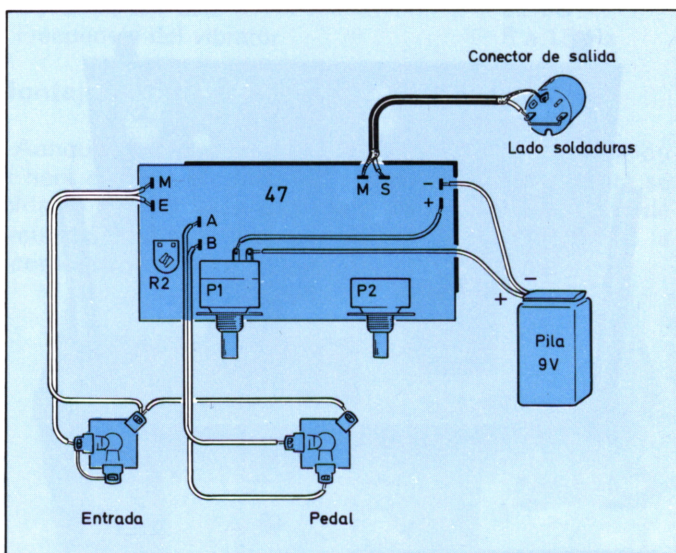 Conector de salida
Lado soldaduras
M
E
47
M S
-
+
A
B
R2
P1
P2
-
+
Pila
9V
Entrada
Pedal